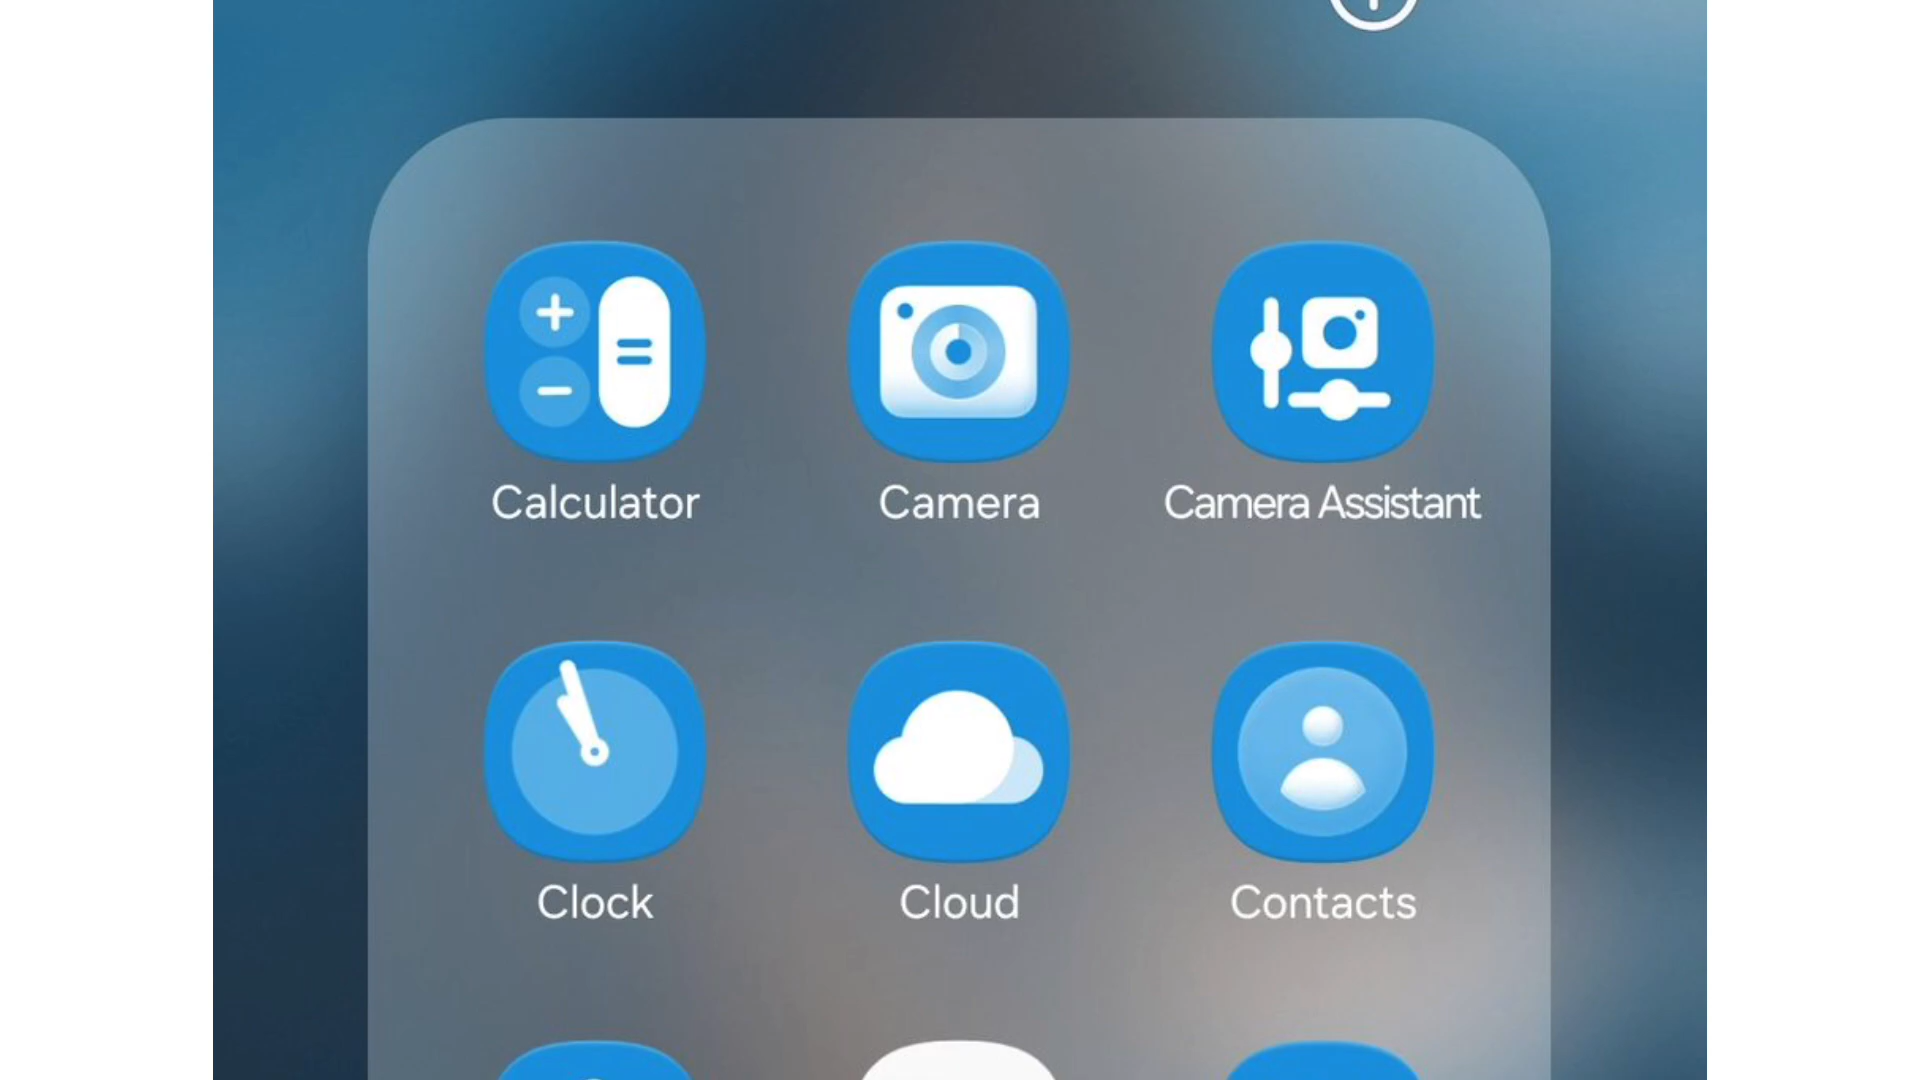 Calculator
Camera
Camera Assistant
Clock
Cloud
Contacts